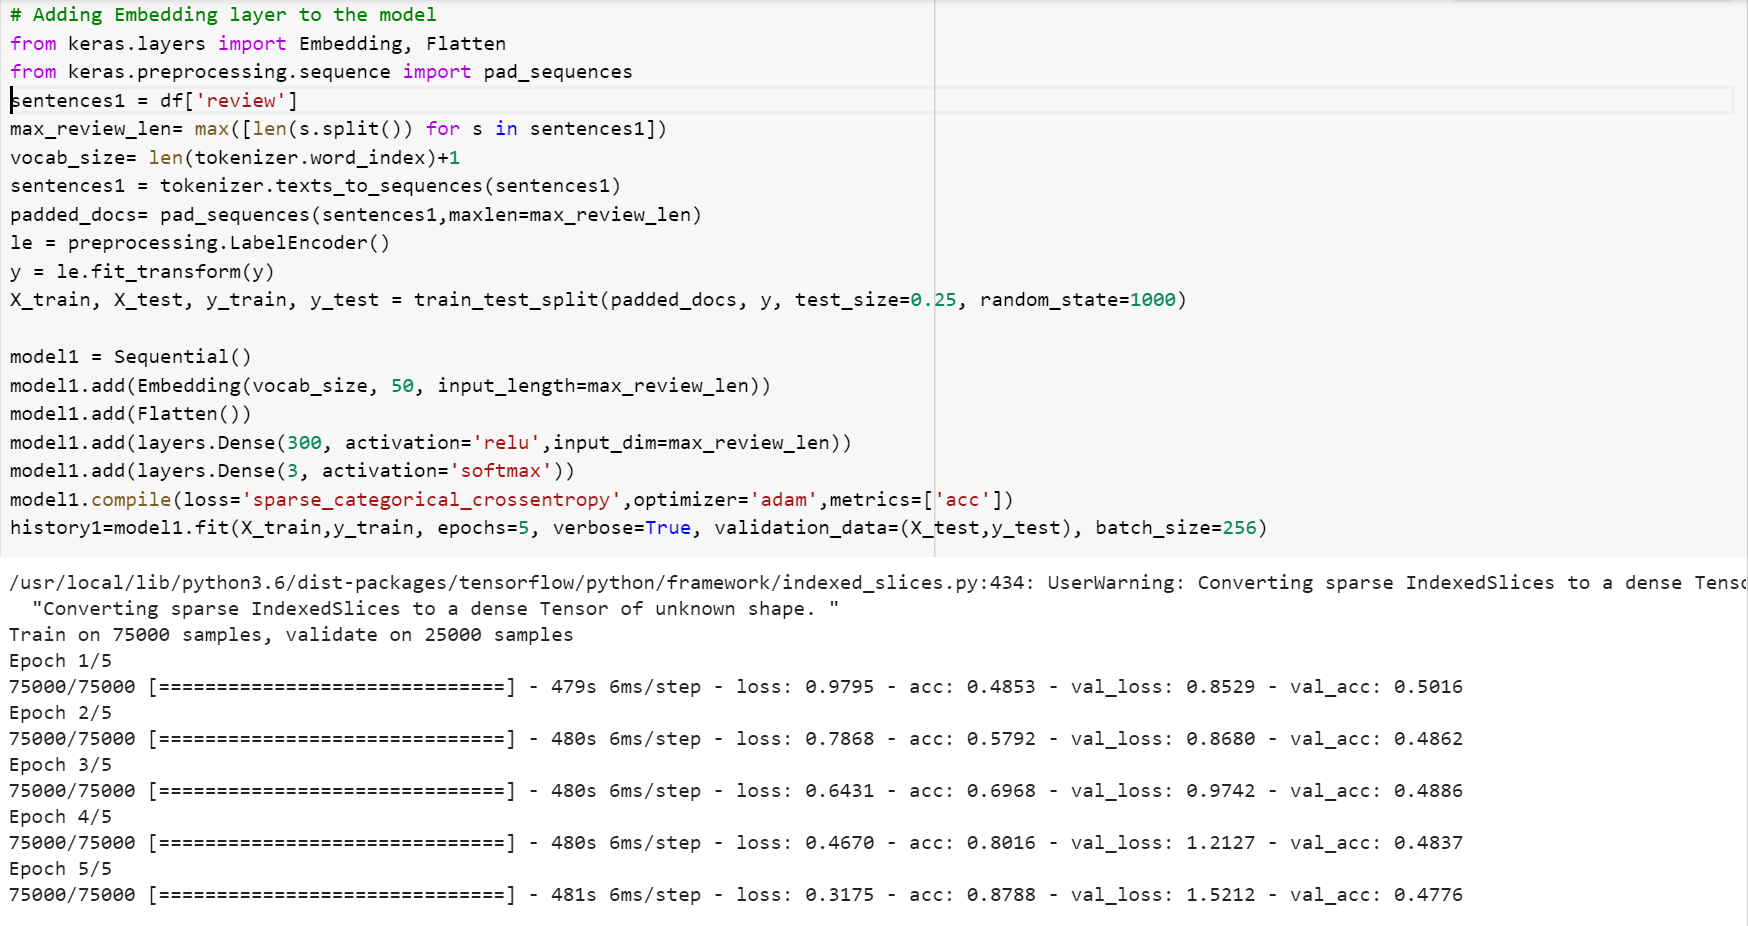 # Adding Embedding layer to the model
from keras.layers import Embedding, Flatten
from keras.preprocessing.sequence import pad_sequences
sentences1 = df['review']
max_review_len= max([len(s.split()) for s in sentences1])
vocab_size= len(tokenizer.word_index)+1
sentences1 = tokenizer.texts_to_sequences(sentences1)
padded_docs= pad_sequences(sentences1,maxlen=max_review_len)
le = preprocessing.LabelEncoder()
y = le.fit_transform(y)
X_train, X_test, y_train, y_test = train_test_split(padded_docs, y, test_size=0.25, random_state=1000)

model1 = Sequential()
model1.add(Embedding(vocab_size, 50, input_length=max_review_len))
model1.add(Flatten())
model1.add(layers.Dense(300, activation='relu',input_dim=max_review_len))
model1.add(layers.Dense(3, activation='softmax'))
model1.compile(loss='sparse_categorical_crossentropy',optimizer='adam',metrics=['acc'])
history1=model1.fit(X_train,y_train, epochs=5, verbose=True, validation_data=(X_test,y_test), batch_size=256)
/usr/local/lib/python3.6/dist-packages/tensorflow/python/framework/indexed_slices.py:434: UserWarning: Converting sparse IndexedSlices to a dense
"Converting sparse IndexedSlices to a dense Tensor of unknown shape. "
Train on 75000 samples, validate on 25000 samples
Epoch 1/5
75000/75000 [==============================] - 479s 6ms/step - loss: 0.9795 - acc: 0.4853 - val_loss: 0.8529 - val_acc: 0.5016
Epoch 2/5
75000/75000 [==============================] - 480s 6ms/step - loss: 0.7868 - acc: 0.5792 - val_loss: 0.8680 - val_acc: 0.4862
Epoch 3/5
75000/75000 [==============================] - 480s 6ms/step - loss: 0.6431 - acc: 0.6968 - val_loss: 0.9742 - val_acc: 0.4886
Epoch 4/5
75000/75000 [==============================] - 480s 6ms/step - loss: 0.4670 - acc: 0.8016 - val_loss: 1.2127 - val_acc: 0.4837
Epoch 5/5
75000/75000 [==============================] - 481s 6ms/step - loss: 0.3175 - acc: 0.8788 - val_loss: 1.5212 - val_acc: 0.4776